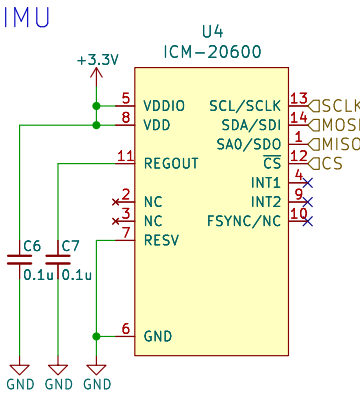 IMU
U4
ICM-20600
+3.3V
5 VDDIO SCL/SCLK 13 SCLK
8 VDD SDA/SDI 14 MOSI
SA0/SDO 1 MISO
11 REGOUT CS 12 CS
INT1 4
2 NC INT2 9
3 NC FSYNC/NC 10
7 RESV
C6 C7
0.1u 0.1u
6 GND
GND GND GND